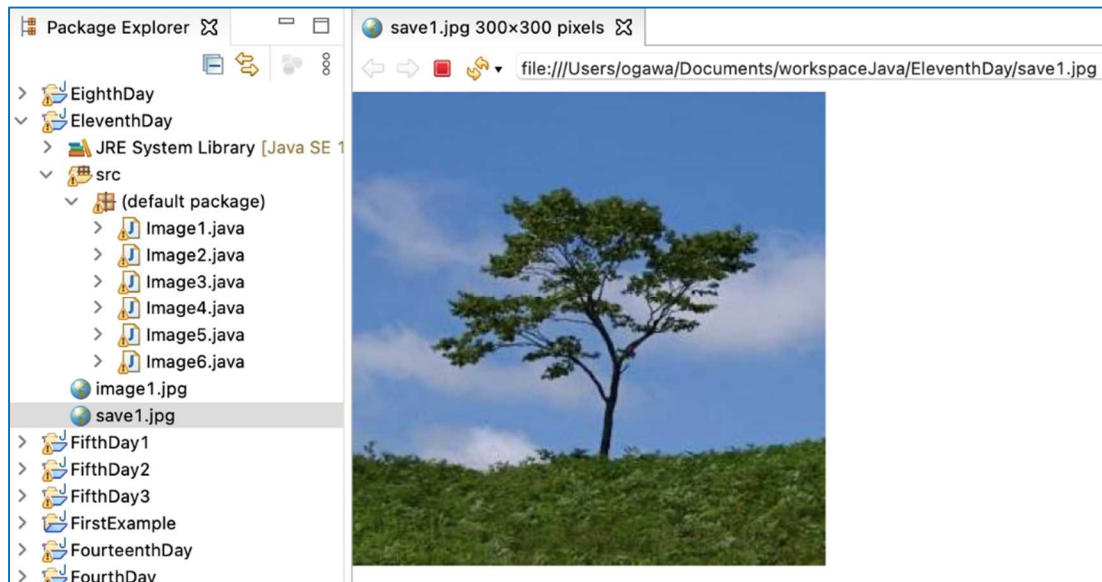 Package Explorer
save1.jpg 300×300 pixels
file:///Users/ogawa/Documents/workspaceJava/EleventhDay/save1.jpg
EighthDay
EleventhDay
JRE System Library [Java SE 1
src
(default package)
Image1.java
Image2.java
Image3.java
Image4.java
Image5.java
Image6.java
image1.jpg
save1.jpg
FifthDay1
FifthDay2
FifthDay3
FirstExample
FourteenthDay
FourthDay